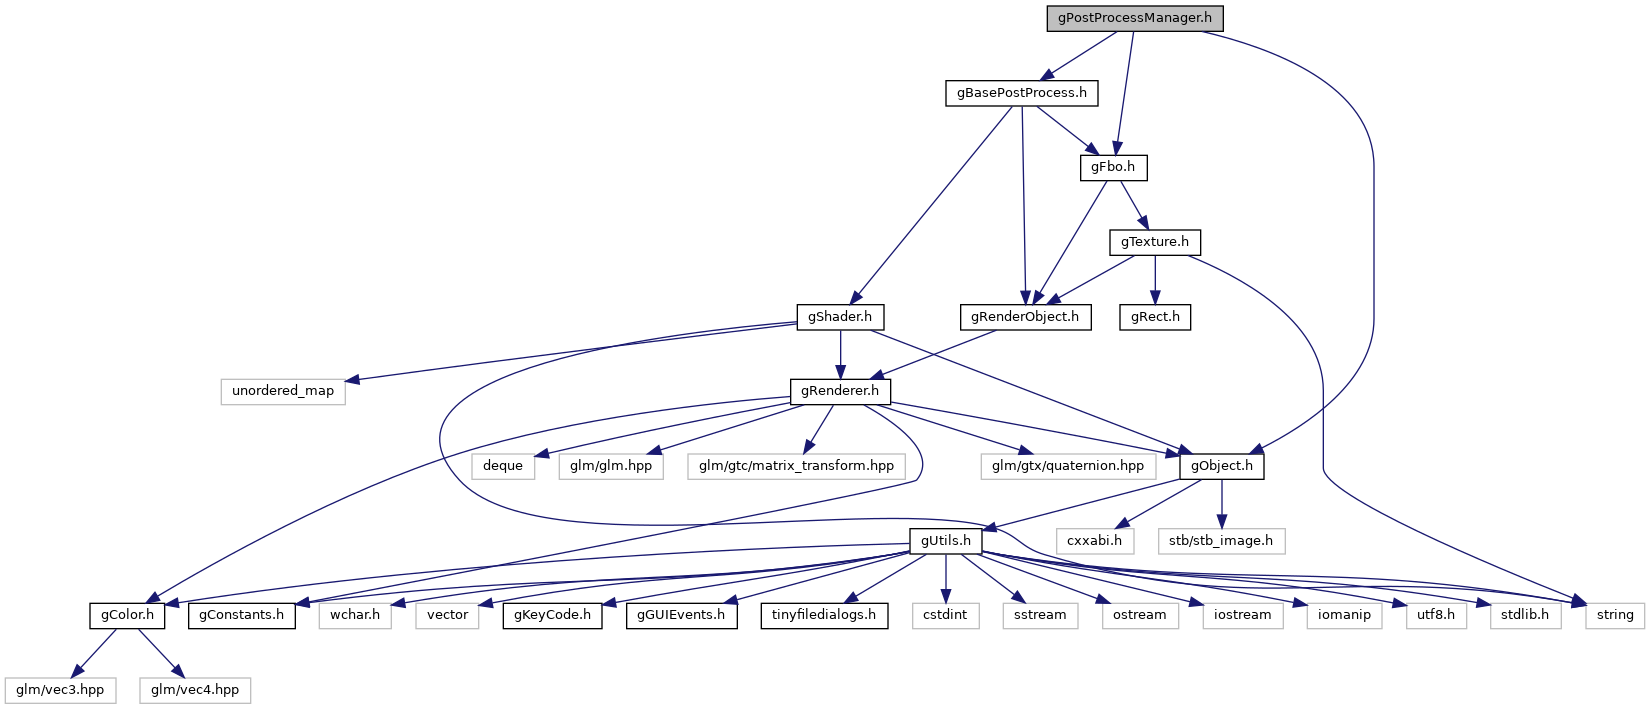 gPostProcessManager.h
gBasePostProcess.h
gFbo.h
gTexture.h
gShader.h
gRenderObject.h
gRect.h
unordered_map
gRenderer.h
deque
glm/glm.hpp
glm/gtc/matrix_transform.hpp
glm/gtx/quaternion.hpp
gObject.h
gUtils.h
cxxabi.h
stb/stb_image.h
gColor.h
gConstants.h
wchar.h
vector
gKeyCode.h
gGUIEvents.h
tinyfiledialogs.h
cstdint
sstream
ostream
iostream
iomanip
utf8.h
stdlib.h
string
glm/vec3.hpp
glm/vec4.hpp